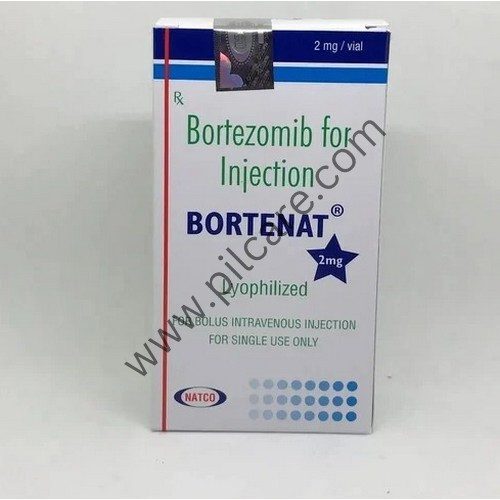 2 mg / vial
Rx
Bortezomib for
Injection
BORTENAT®
2mg
Lyophilized
FOR BOLUS INTRAVENOUS INJECTION
FOR SINGLE USE ONLY
NATCO
www.pilcare.com